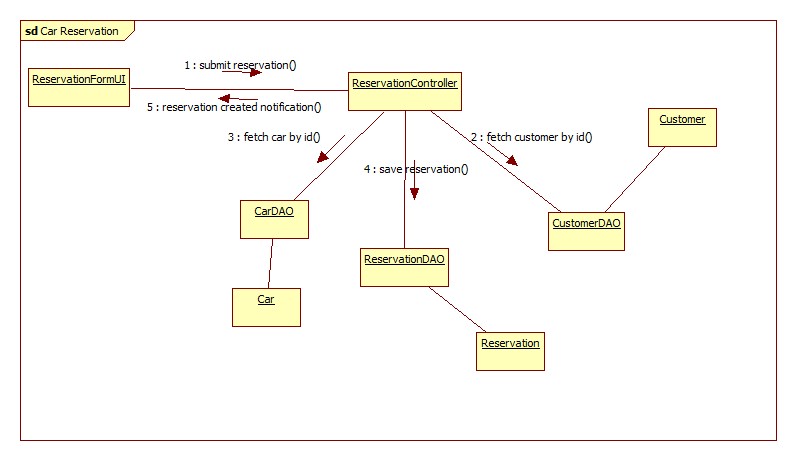 sd Car Reservation
1 : submit reservation()
ReservationFormUI
ReservationController
5 : reservation created notification()
Customer
3 : fetch car by id()
2 : fetch customer by id()
4 : save reservation()
CarDAO
CustomerDAO
ReservationDAO
Car
Reservation